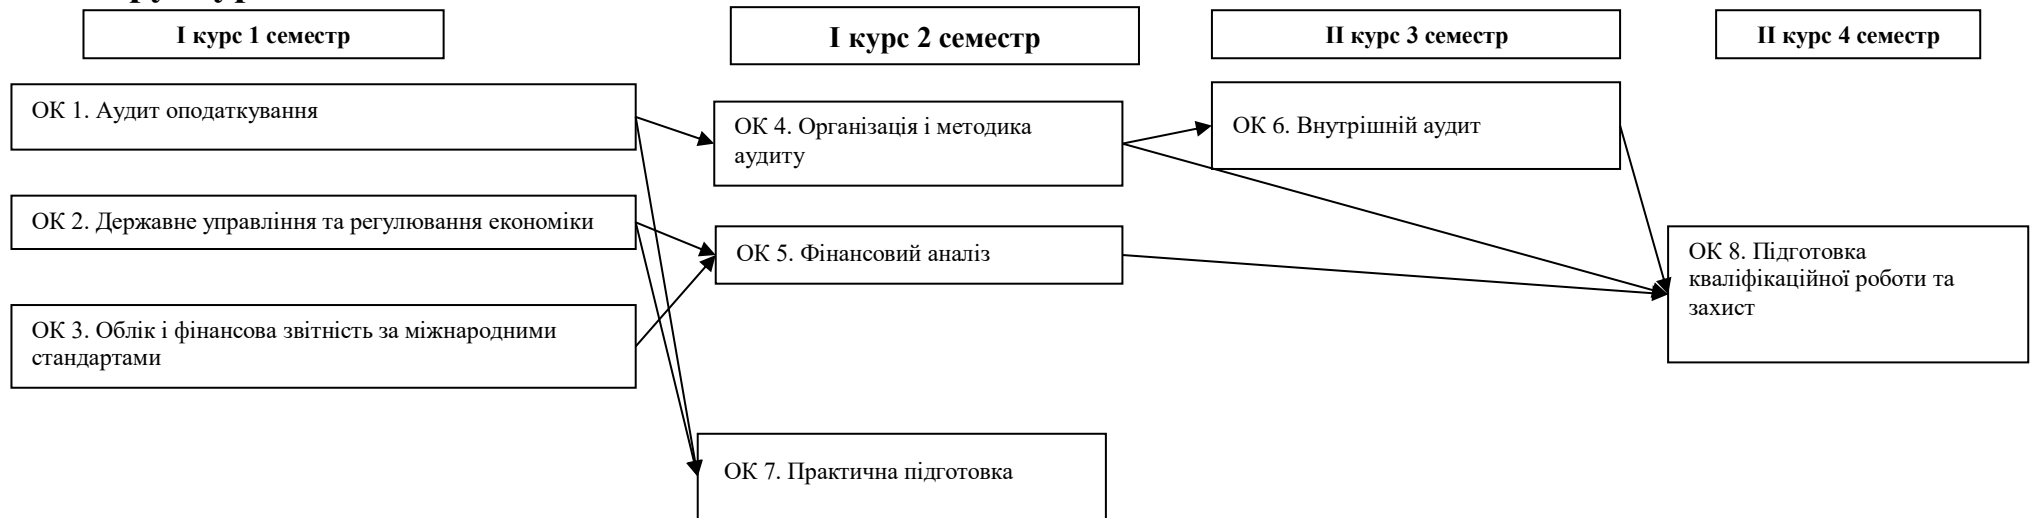 І курс 1 семестр
І курс 2 семестр
ІІ курс 3 семестр
ІІ курс 4 семестр
ОК 1. Аудит оподаткування
ОК 4. Організація і методика
аудиту
ОК 6. Внутрішній аудит
ОК 2. Державне управління та регулювання економіки
ОК 5. Фінансовий аналіз
ОК 8. Підготовка
кваліфікаційної роботи та
захист
ОК 3. Облік і фінансова звітність за міжнародними
стандартами
ОК 7. Практична підготовка